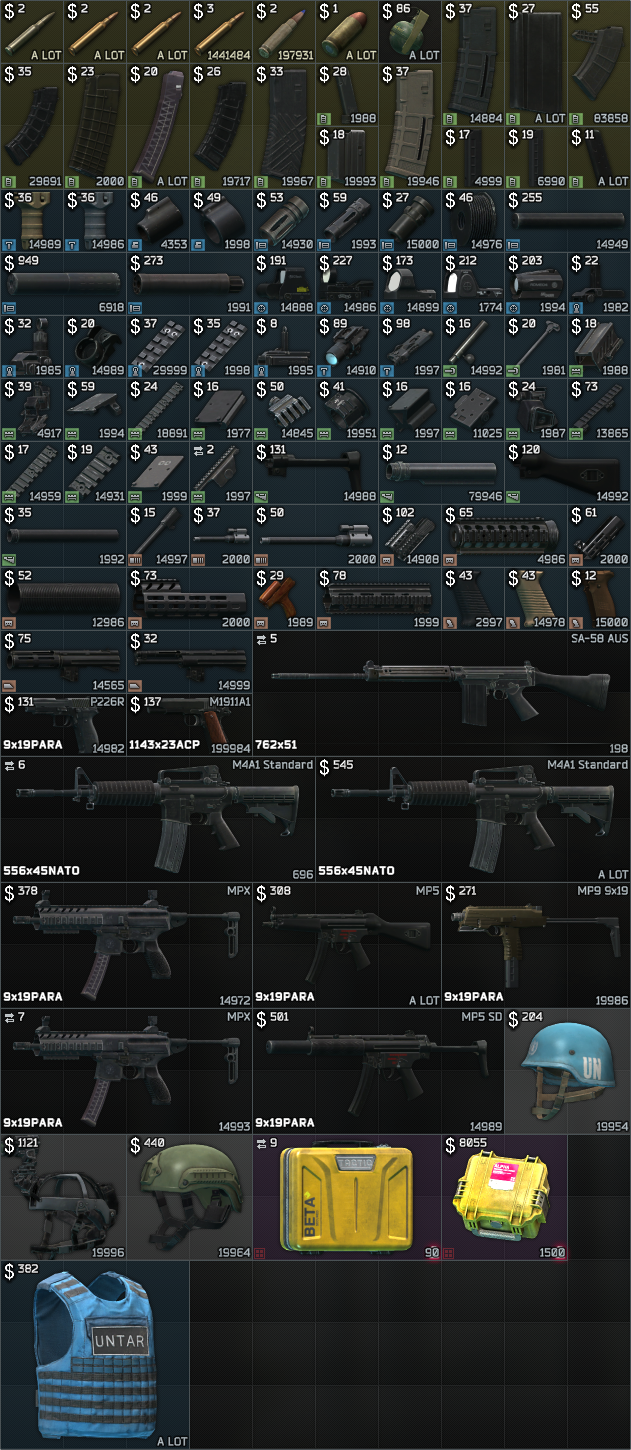 $ 2 $ 2 $ 2 $ 3 $ 2 $ 1 $ 86 $ 37 $ 27 $ 55
A LOT A LOT A LOT 1441484 197931 A LOT A LOT
$ 35 $ 23 $ 20 $ 26 $ 33 $ 28 $ 37
1988 14884 A LOT 83858
$ 18 $ 17 $ 19 $ 11
29891 2000 A LOT 19717 19967 19993 19946 4999 6990 A LOT
$ 36 $ 36 $ 46 $ 49 $ 53 $ 59 $ 27 $ 46 $ 255
14989 14986 4353 1998 14930 1993 15000 14976 14949
$ 949 $ 273 $ 191 $ 227 $ 173 $ 212 $ 203 $ 22
6918 1991 14888 14986 14899 1774 1994 1982
$ 32 $ 20 $ 37 $ 35 $ 8 $ 89 $ 98 $ 16 $ 20 $ 18
1985 14989 29999 1998 1995 14910 1997 14992 1981 1988
$ 39 $ 59 $ 24 $ 16 $ 50 $ 41 $ 16 $ 16 $ 24 $ 73
4917 1994 18891 1977 14845 19951 1997 11025 1987 13865
$ 17 $ 19 $ 43 2 $ 131 $ 12 $ 120
14959 14931 1999 1997 14988 79946 14992
$ 35 $ 15 $ 37 $ 50 $ 102 $ 65 $ 61
1992 14997 2000 2000 14908 4986 2000
$ 52 $ 73 $ 29 $ 78 $ 43 $ 43 $ 12
12986 2000 1989 1999 2997 14978 15000
$ 75 $ 32 5 SA-58 AUS
14565 14999
$ 131 P226R $ 137 M1911A1
9x19PARA 14982 1143x23ACP 199984 762x51 198
6 M4A1 Standard $ 545 M4A1 Standard
556x45NATO 696 556x45NATO A LOT
$ 378 MPX $ 308 MP5 $ 271 MP9 9x19
9x19PARA 14972 9x19PARA A LOT 9x19PARA 19986
7 MPX $ 501 MP5 SD $ 204
UN
9x19PARA 14993 9x19PARA 14989 19954
$ 1121 $ 440 9 $ 8055
TACTIC
ALPHA
BETA
19996 19964 90 1500
$ 382
UNTAR
A LOT